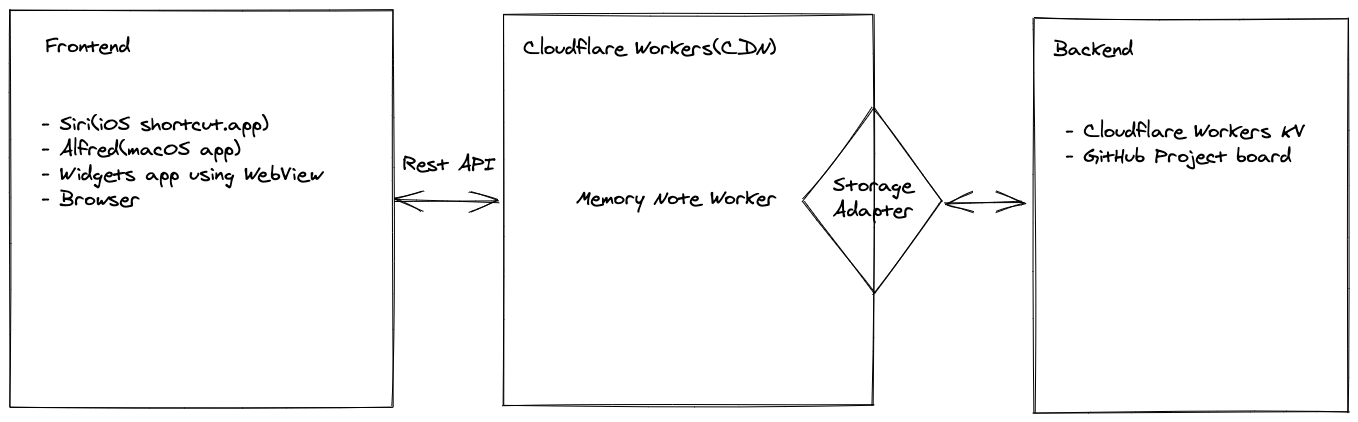 Frontend
- Siri(iOS shortcut.app)
- Alfred(macOS app)
- Widgets app using WebView
- Browser
Rest API
Cloudflare Workers(CDN)
Memory Note Worker
Storage
Adapter
Backend
- Cloudflare Workers KV
- GitHub Project board